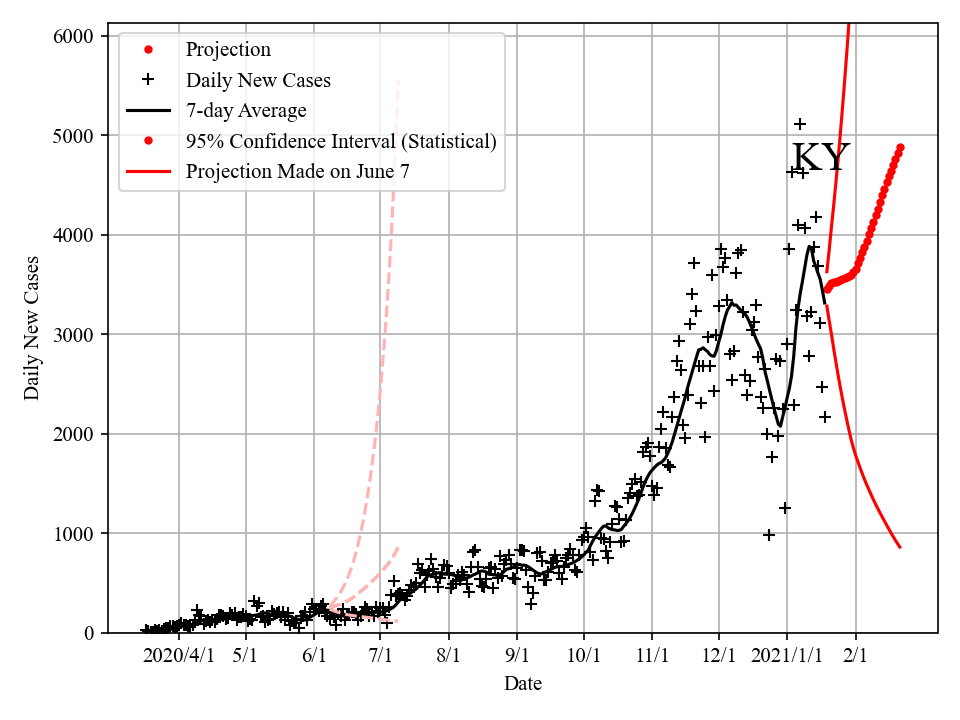 6000
5000
4000
3000
2000
1000
0
Daily New Cases
Projection
Daily New Cases
7-day Average
95% Confidence Interval (Statistical)
Projection Made on June 7
KY
2020/4/1 5/1 6/1 7/1 8/1 9/1 10/1 11/1 12/1 2021/1/1 2/1
Date